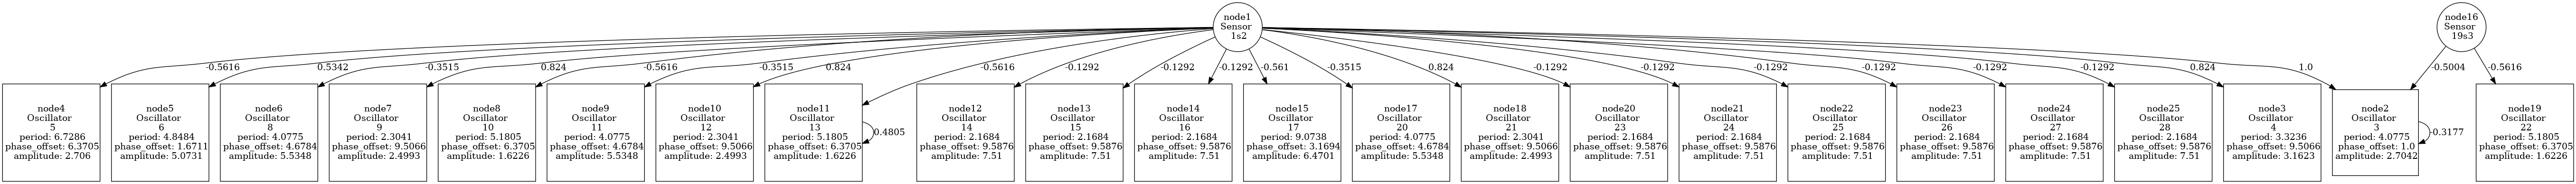 node1
Sensor
1s2
node16
Sensor
19s3
-0.5616
0.5342
-0.3515
0.824
-0.5616
-0.3515
0.824
-0.5616
-0.1292
-0.1292
-0.1292
-0.561
-0.3515
0.824
-0.1292
-0.1292
-0.1292
-0.1292
-0.1292
-0.1292
0.824
1.0
-0.5004
-0.5616
node4
Oscillator
5
period: 6.7286
phase_offset: 6.3705
amplitude: 2.706
node5
Oscillator
6
period: 4.8484
phase_offset: 1.6711
amplitude: 5.0731
node6
Oscillator
8
period: 4.0775
phase_offset: 4.6784
amplitude: 5.5348
node7
Oscillator
9
period: 2.3041
phase_offset: 9.5066
amplitude: 2.4993
node8
Oscillator
10
period: 5.1805
phase_offset: 6.3705
amplitude: 1.6226
node9
Oscillator
11
period: 4.0775
phase_offset: 4.6784
amplitude: 5.5348
node10
Oscillator
12
period: 2.3041
phase_offset: 9.5066
amplitude: 2.4993
node11
Oscillator
13
period: 5.1805
phase_offset: 6.3705
amplitude: 1.6226
0.4805
node12
Oscillator
14
period: 2.1684
phase_offset: 9.5876
amplitude: 7.51
node13
Oscillator
15
period: 2.1684
phase_offset: 9.5876
amplitude: 7.51
node14
Oscillator
16
period: 2.1684
phase_offset: 9.5876
amplitude: 7.51
node15
Oscillator
17
period: 9.0738
phase_offset: 3.1694
amplitude: 6.4701
node17
Oscillator
20
period: 4.0775
phase_offset: 4.6784
amplitude: 5.5348
node18
Oscillator
21
period: 2.3041
phase_offset: 9.5066
amplitude: 2.4993
node20
Oscillator
23
period: 2.1684
phase_offset: 9.5876
amplitude: 7.51
node21
Oscillator
24
period: 2.1684
phase_offset: 9.5876
amplitude: 7.51
node22
Oscillator
25
period: 2.1684
phase_offset: 9.5876
amplitude: 7.51
node23
Oscillator
26
period: 2.1684
phase_offset: 9.5876
amplitude: 7.51
node24
Oscillator
27
period: 2.1684
phase_offset: 9.5876
amplitude: 7.51
node25
Oscillator
28
period: 2.1684
phase_offset: 9.5876
amplitude: 7.51
node3
Oscillator
4
period: 3.3236
phase_offset: 9.5066
amplitude: 3.1623
node2
Oscillator
3
period: 4.0775
phase_offset: 1.0
amplitude: 2.7042
-0.3177
node19
Oscillator
22
period: 5.1805
phase_offset: 6.3705
amplitude: 1.6226